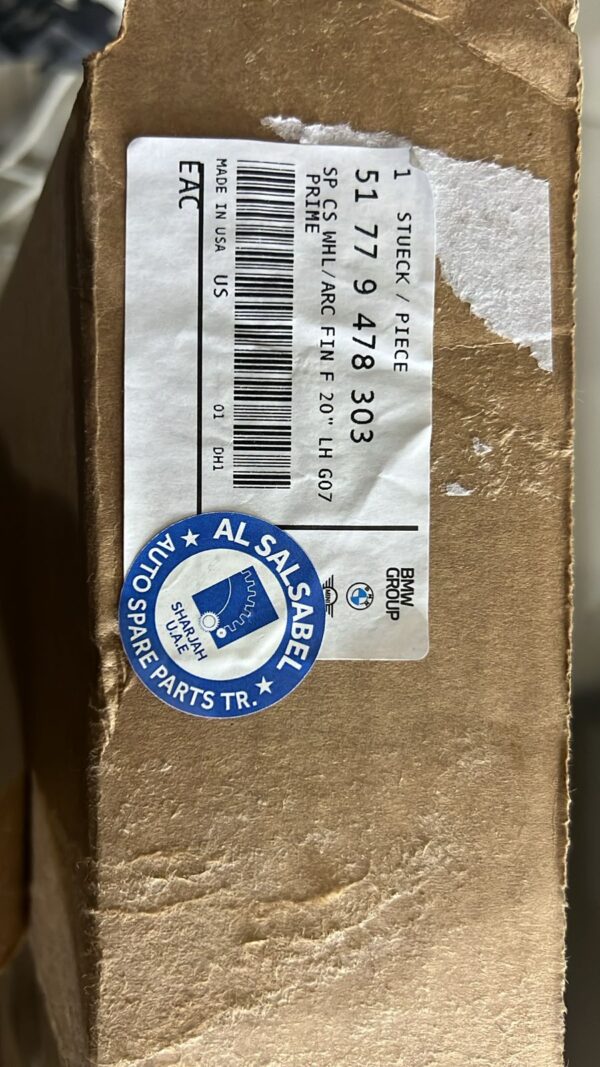 1 STUECK / PIECE
51 77 9 478 303
SP CS WHL/ARC FIN F 20" LH G07
PRIME
MADE IN USA US 01 DH1
EAC
BMW
GROUP
MINI
AL SALSABEL
AUTO SPARE PARTS TR.
SHARJAH
U.A.E